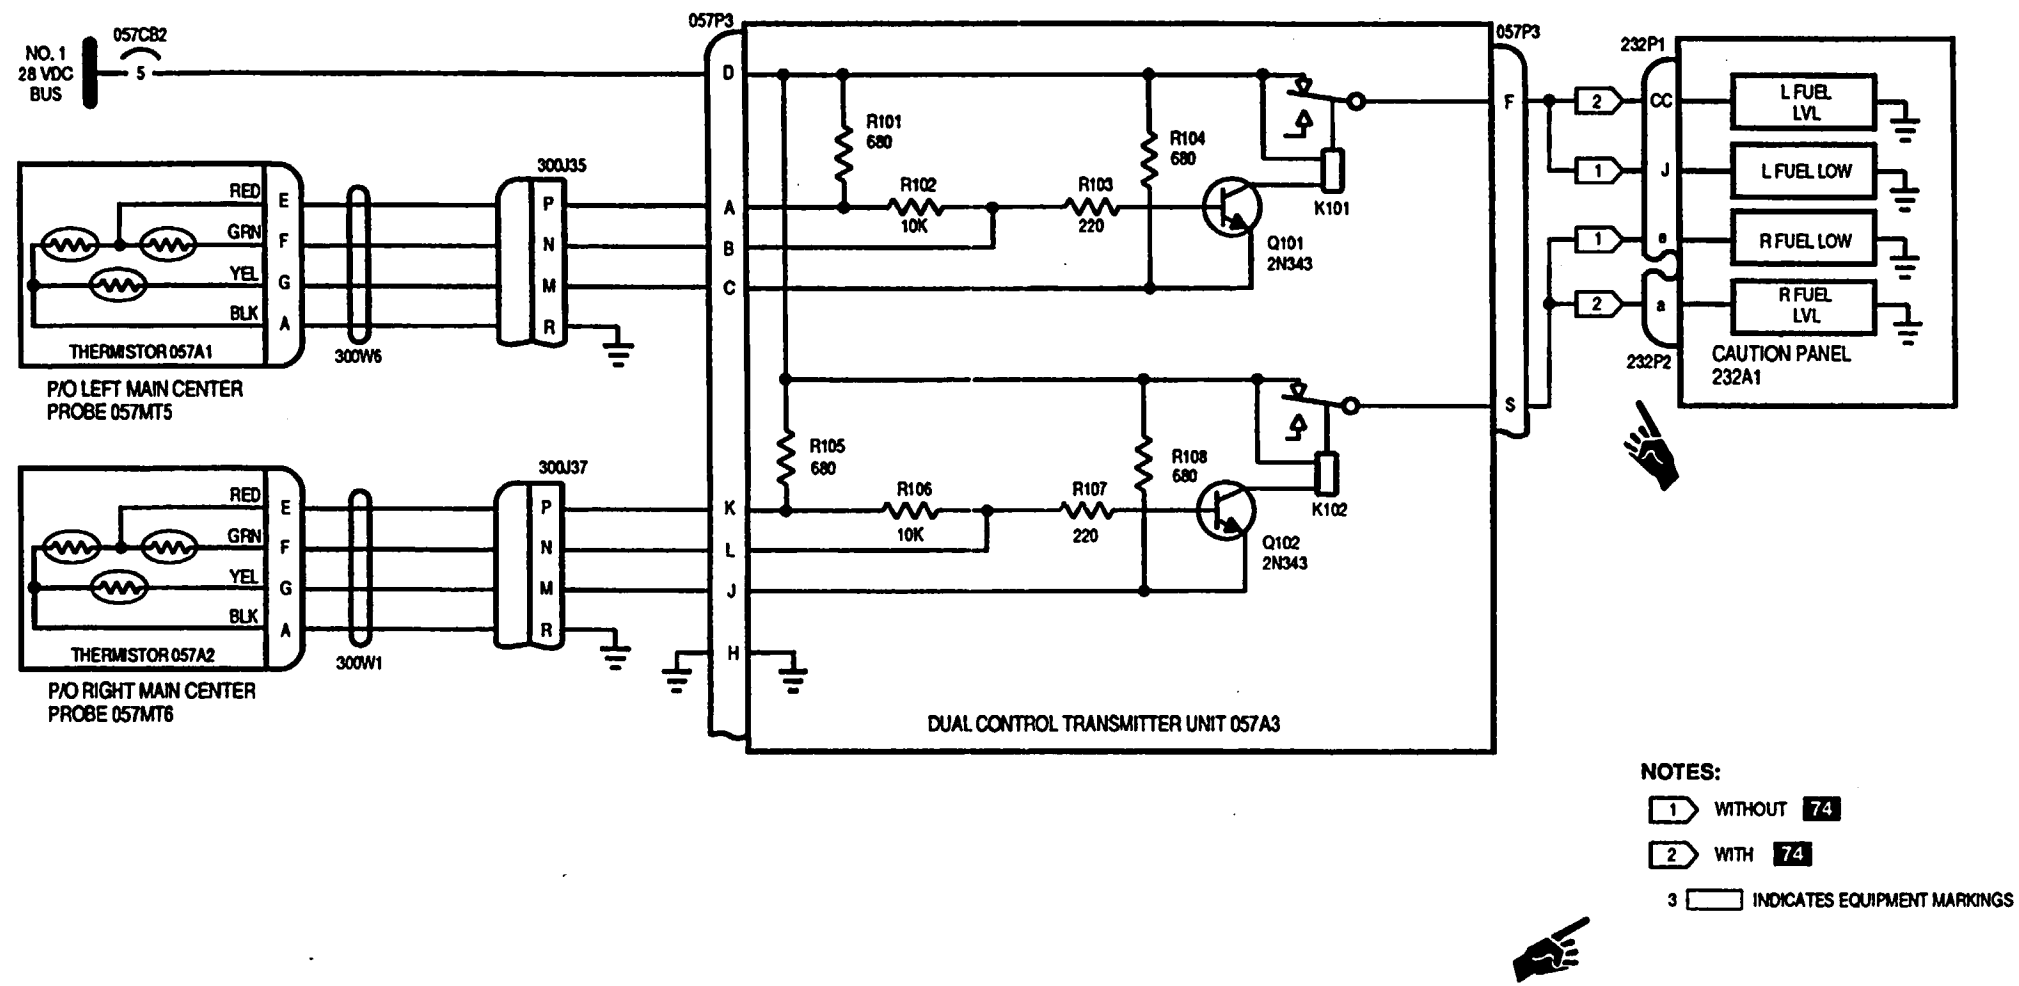 057P3
057P3
057CB2
NO. 1
28 VDC
BUS
5
D
232P1
F
2
CC
L FUEL
LVL
R101
680
R104
680
300J35
RED
E
P
A
R102
10K
R103
220
K101
1
J
L FUEL LOW
GRN
F
N
B
Q101
2N343
1
e
R FUEL LOW
YEL
G
M
C
2
a
R FUEL
LVL
BLK
A
R
THERMISTOR 057A1
300W6
232P2
CAUTION PANEL
232A1
P/O LEFT MAIN CENTER
PROBE 057MT5
S
R105
680
R108
680
300J37
RED
E
P
K
R106
10K
R107
220
K102
GRN
F
N
L
Q102
2N343
YEL
G
M
J
BLK
A
R
THERMISTOR 057A2
300W1
H
P/O RIGHT MAIN CENTER
PROBE 057MT6
DUAL CONTROL TRANSMITTER UNIT 057A3
NOTES:
1 WITHOUT 74
2 WITH 74
3 INDICATES EQUIPMENT MARKINGS